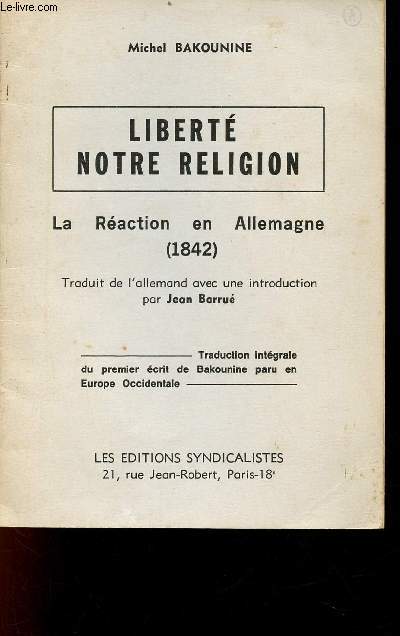 Le-livre.com
Michel BAKOUNINE
LIBERTÉ
NOTRE RELIGION
La Réaction en Allemagne
(1842)
Traduit de l'allemand avec une introduction
par Jean Barrué
Traduction intégrale
du premier écrit de Bakounine paru en
Europe Occidentale
LES EDITIONS SYNDICALISTES
21, rue Jean-Robert, Paris-18e